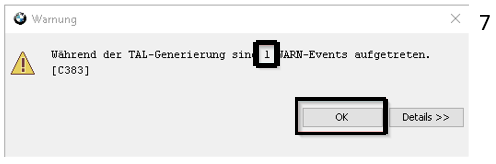 Warnung
7
Während der TAL-Generierung sind 1 WARN-Events aufgetreten.
[C383]
OK
Details >>